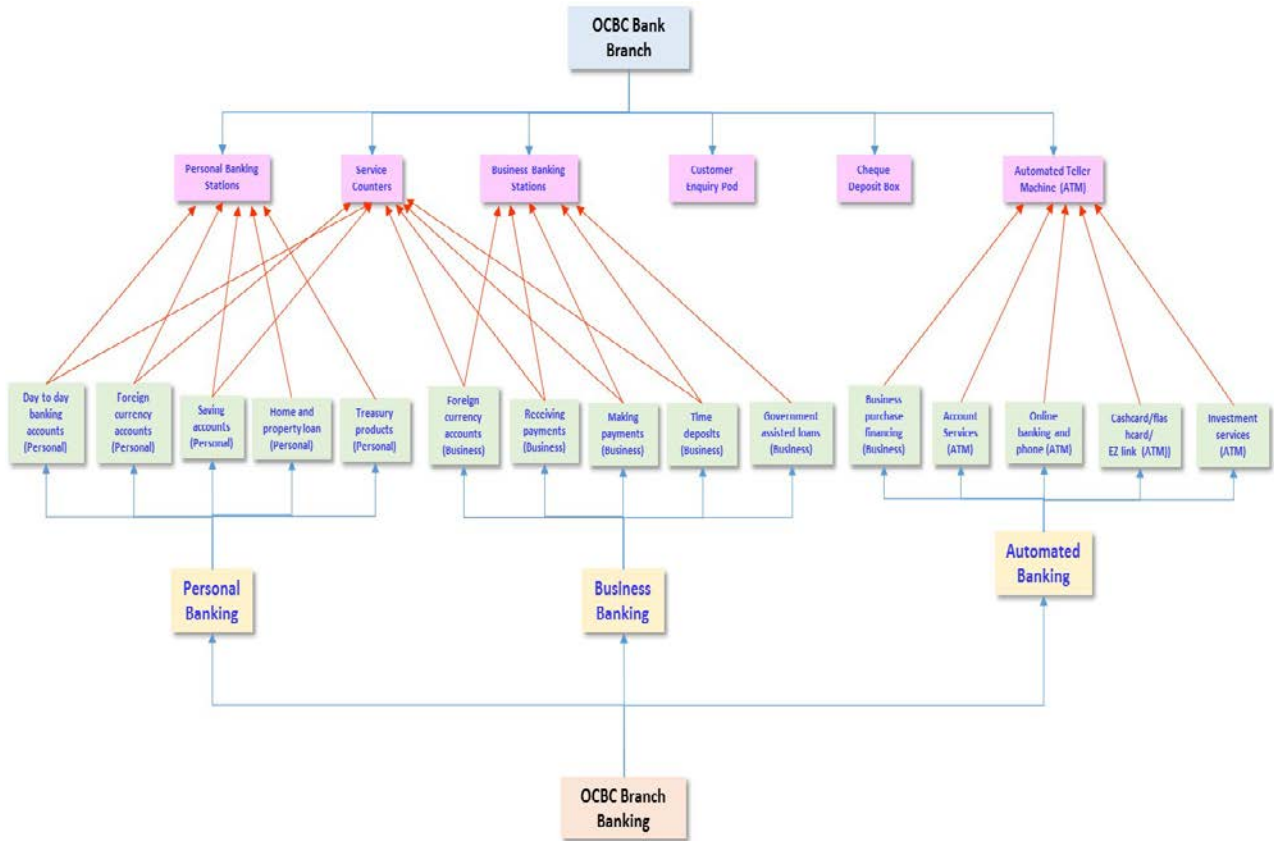 OCBC Bank
Branch
Personal Banking
Stations
Service
Counters
Business Banking
Stations
Customer
Enquiry Pod
Cheque
Deposit Box
Automated Teller
Machine (ATM)
Day to day
banking
accounts
(Personal)
Foreign
currency
accounts
(Personal)
Saving
accounts
(Personal)
Home and
property loan
(Personal)
Treasury
products
(Personal)
Foreign
currency
accounts
(Business)
Receiving
payments
(Business)
Making
payments
(Business)
Time
deposits
(Business)
Government
assisted loans
(Business)
Business
purchase
financing
(Business)
Account
Services
(ATM)
Online
banking and
phone (ATM)
Cashcard/flas
hcard/
EZ link (ATM))
Investment
services
(ATM)
Personal
Banking
Business
Banking
Automated
Banking
OCBC Branch
Banking